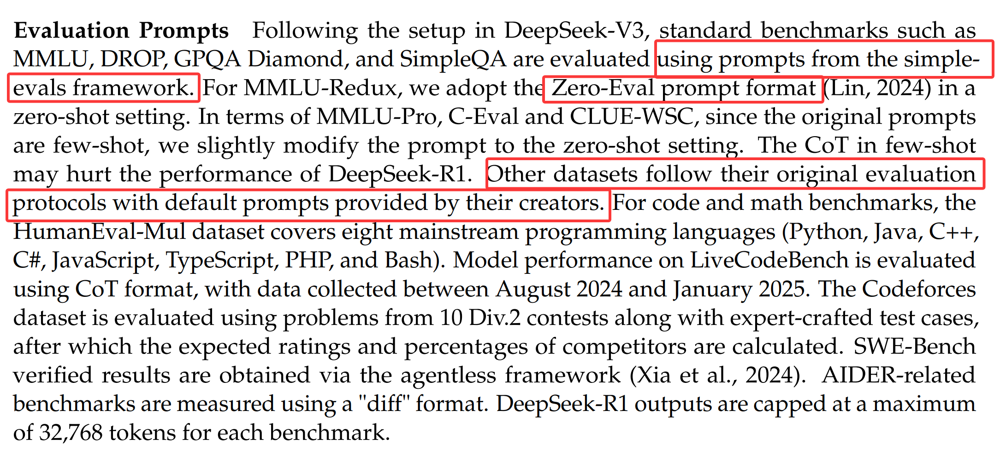 Evaluation Prompts Following the setup in DeepSeek-V3, standard benchmarks such as
MMLU, DROP, GPQA Diamond, and SimpleQA are evaluated using prompts from the simple-
evals framework. For MMLU-Redux, we adopt the Zero-Eval prompt format (Lin, 2024) in a
zero-shot setting. In terms of MMLU-Pro, C-Eval and CLUE-WSC, since the original prompts
are few-shot, we slightly modify the prompt to the zero-shot setting. The CoT in few-shot
may hurt the performance of DeepSeek-R1. Other datasets follow their original evaluation
protocols with default prompts provided by their creators. For code and math benchmarks, the
HumanEval-Mul dataset covers eight mainstream programming languages (Python, Java, C++,
C#, JavaScript, TypeScript, PHP, and Bash). Model performance on LiveCodeBench is evaluated
using CoT format, with data collected between August 2024 and January 2025. The Codeforces
dataset is evaluated using problems from 10 Div.2 contests along with expert-crafted test cases,
after which the expected ratings and percentages of competitors are calculated. SWE-Bench
verified results are obtained via the agentless framework (Xia et al., 2024). AIDER-related
benchmarks are measured using a "diff" format. DeepSeek-R1 outputs are capped at a maximum
of 32,768 tokens for each benchmark.